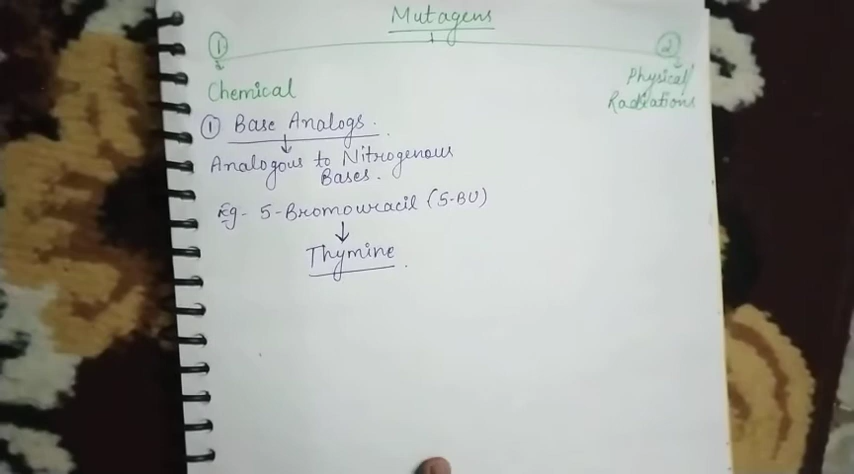 Mutagens
① ②
Chemical Physical/
Radiations
① Base Analogs.
Analogous to Nitrogenous
Bases.
Eg- 5-Bromouracil (5-BU)
Thymine.